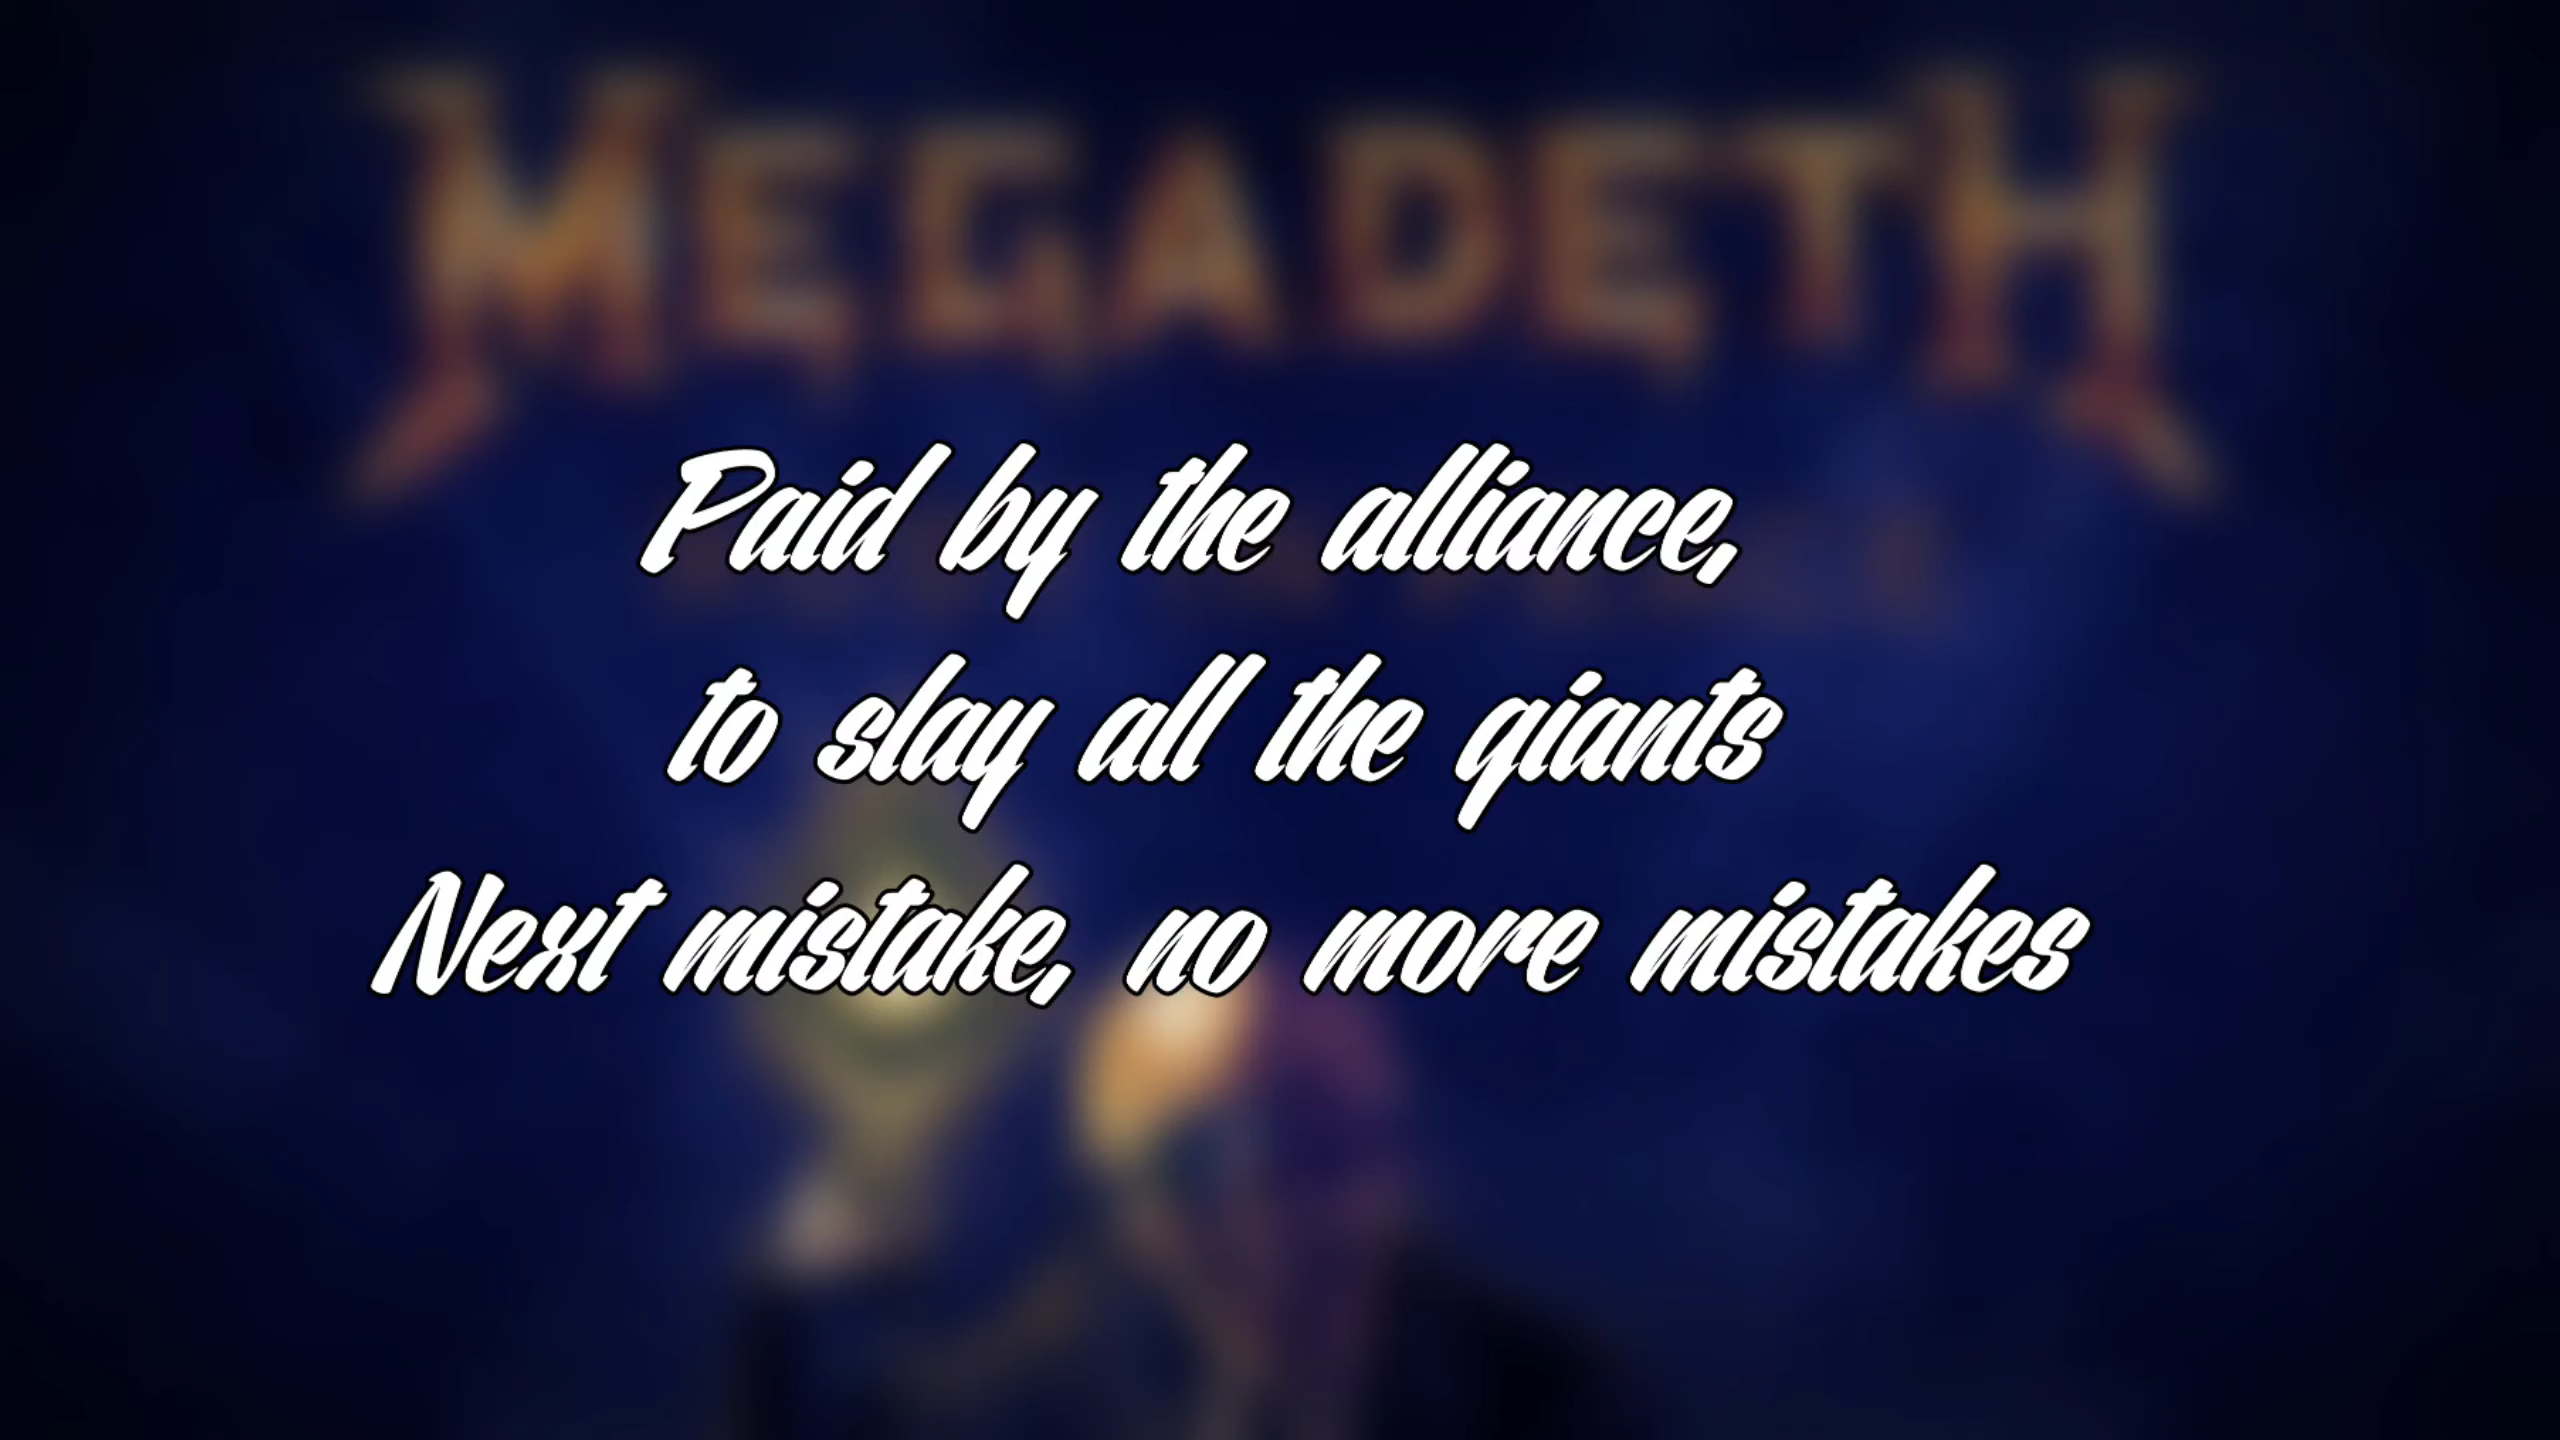 MEGADETH
Paid by the alliance,
to slay all the giants
Next mistake, no more mistakes